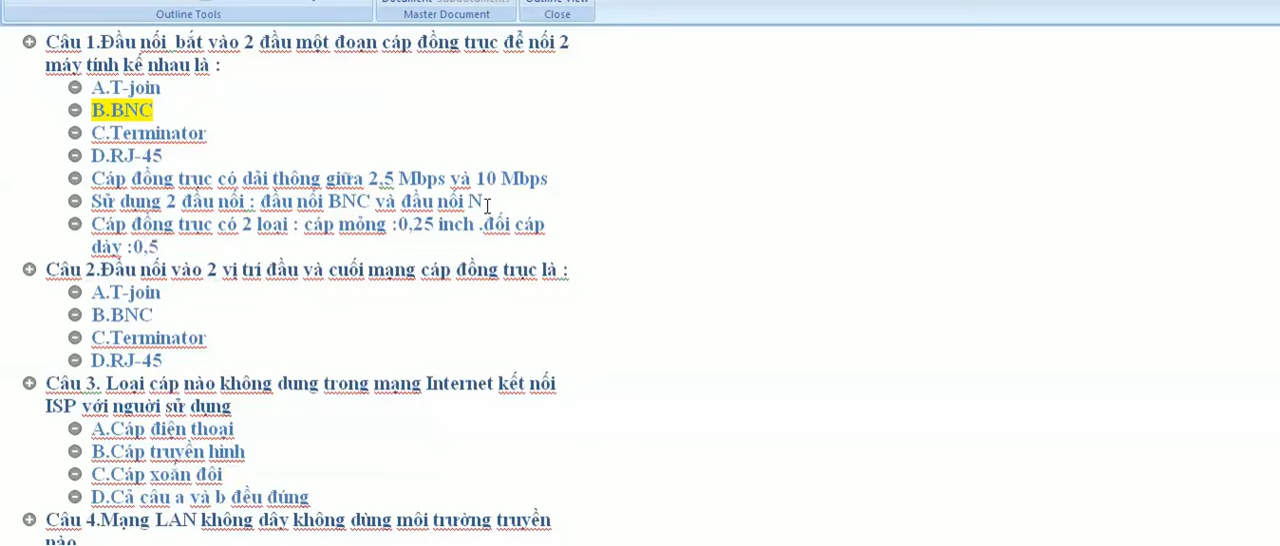 Document Subdocuments Outline View
Outline Tools Master Document Close
Câu 1.Đầu nối bắt vào 2 đầu một đoạn cáp đồng trục để nối 2
máy tính kế nhau là :
A.T-join
B.BNC
C.Terminator
D.RJ-45
Cáp đồng trục có dải thông giữa 2,5 Mbps và 10 Mbps
Sử dụng 2 đầu nối : đầu nối BNC và đầu nối N
Cáp đồng trục có 2 loại : cáp mỏng :0,25 inch .đối cáp
dày :0,5
Câu 2.Đầu nối vào 2 vị trí đầu và cuối mạng cáp đồng trục là :
A.T-join
B.BNC
C.Terminator
D.RJ-45
Câu 3. Loại cáp nào không dung trong mạng Internet kết nối
ISP với người sử dụng
A.Cáp điện thoại
B.Cáp truyền hình
C.Cáp xoắn đôi
D.Cả câu a và b đều đúng
Câu 4.Mạng LAN không dây không dùng môi trường truyền
nào